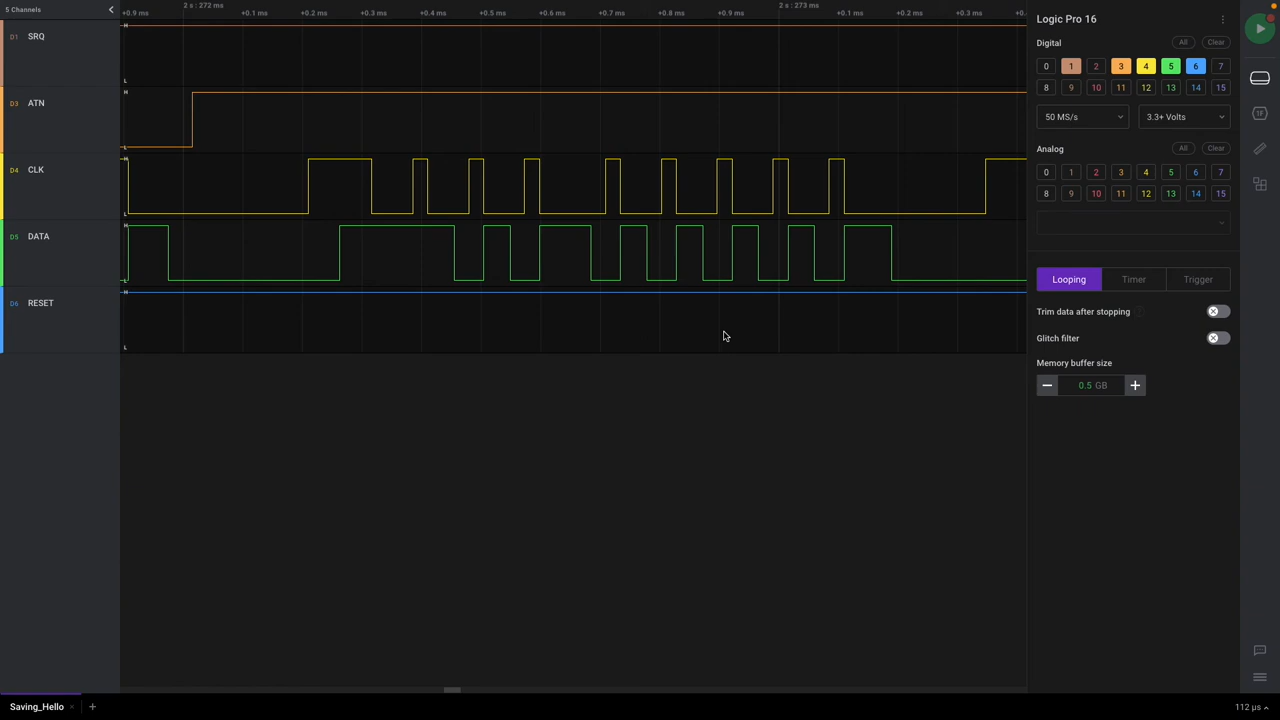 5 Channels
2 s : 272 ms
2 s : 273 ms
+0.9 ms +0.1 ms +0.2 ms +0.3 ms +0.4 ms +0.5 ms +0.6 ms +0.7 ms +0.8 ms +0.9 ms +0.1 ms +0.2 ms +0.3 ms
D1 SRQ
H
L
D3 ATN
H
L
D4 CLK
H
L
D5 DATA
H
L
D6 RESET
H
L
Logic Pro 16
Digital All Clear
0 1 2 3 4 5 6 7
8 9 10 11 12 13 14 15
50 MS/s 3.3+ Volts
Analog All Clear
0 1 2 3 4 5 6 7
8 9 10 11 12 13 14 15
Looping Timer Trigger
Trim data after stopping
Glitch filter
Memory buffer size
0.5 GB
1F
Saving_Hello
112 µs